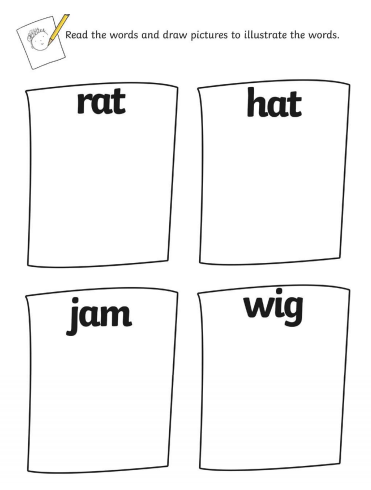 Read the words and draw pictures to illustrate the words.
rat
hat
jam
wig